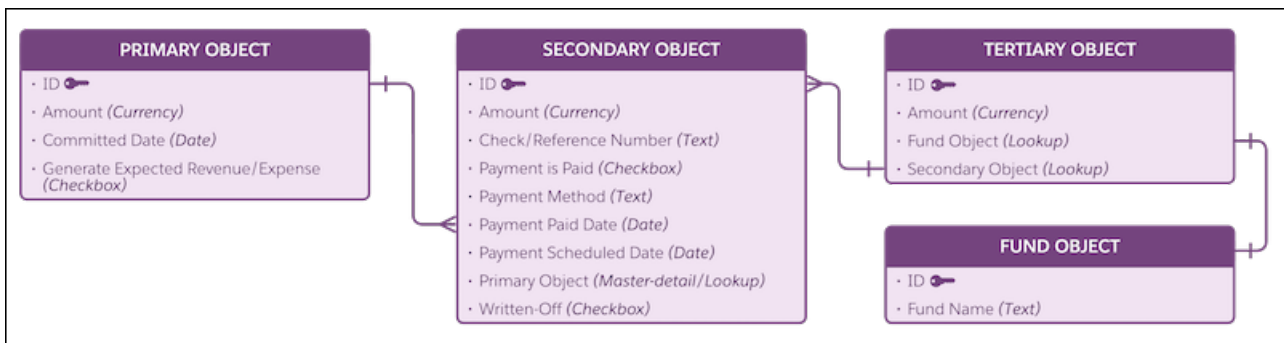 PRIMARY OBJECT
· ID
· Amount (Currency)
· Committed Date (Date)
· Generate Expected Revenue/Expense
(Checkbox)
SECONDARY OBJECT
· ID
· Amount (Currency)
· Check/Reference Number (Text)
· Payment is Paid (Checkbox)
· Payment Method (Text)
· Payment Paid Date (Date)
· Payment Scheduled Date (Date)
· Primary Object (Master-detail/Lookup)
· Written-Off (Checkbox)
TERTIARY OBJECT
· ID
· Amount (Currency)
· Fund Object (Lookup)
· Secondary Object (Lookup)
FUND OBJECT
· ID
· Fund Name (Text)